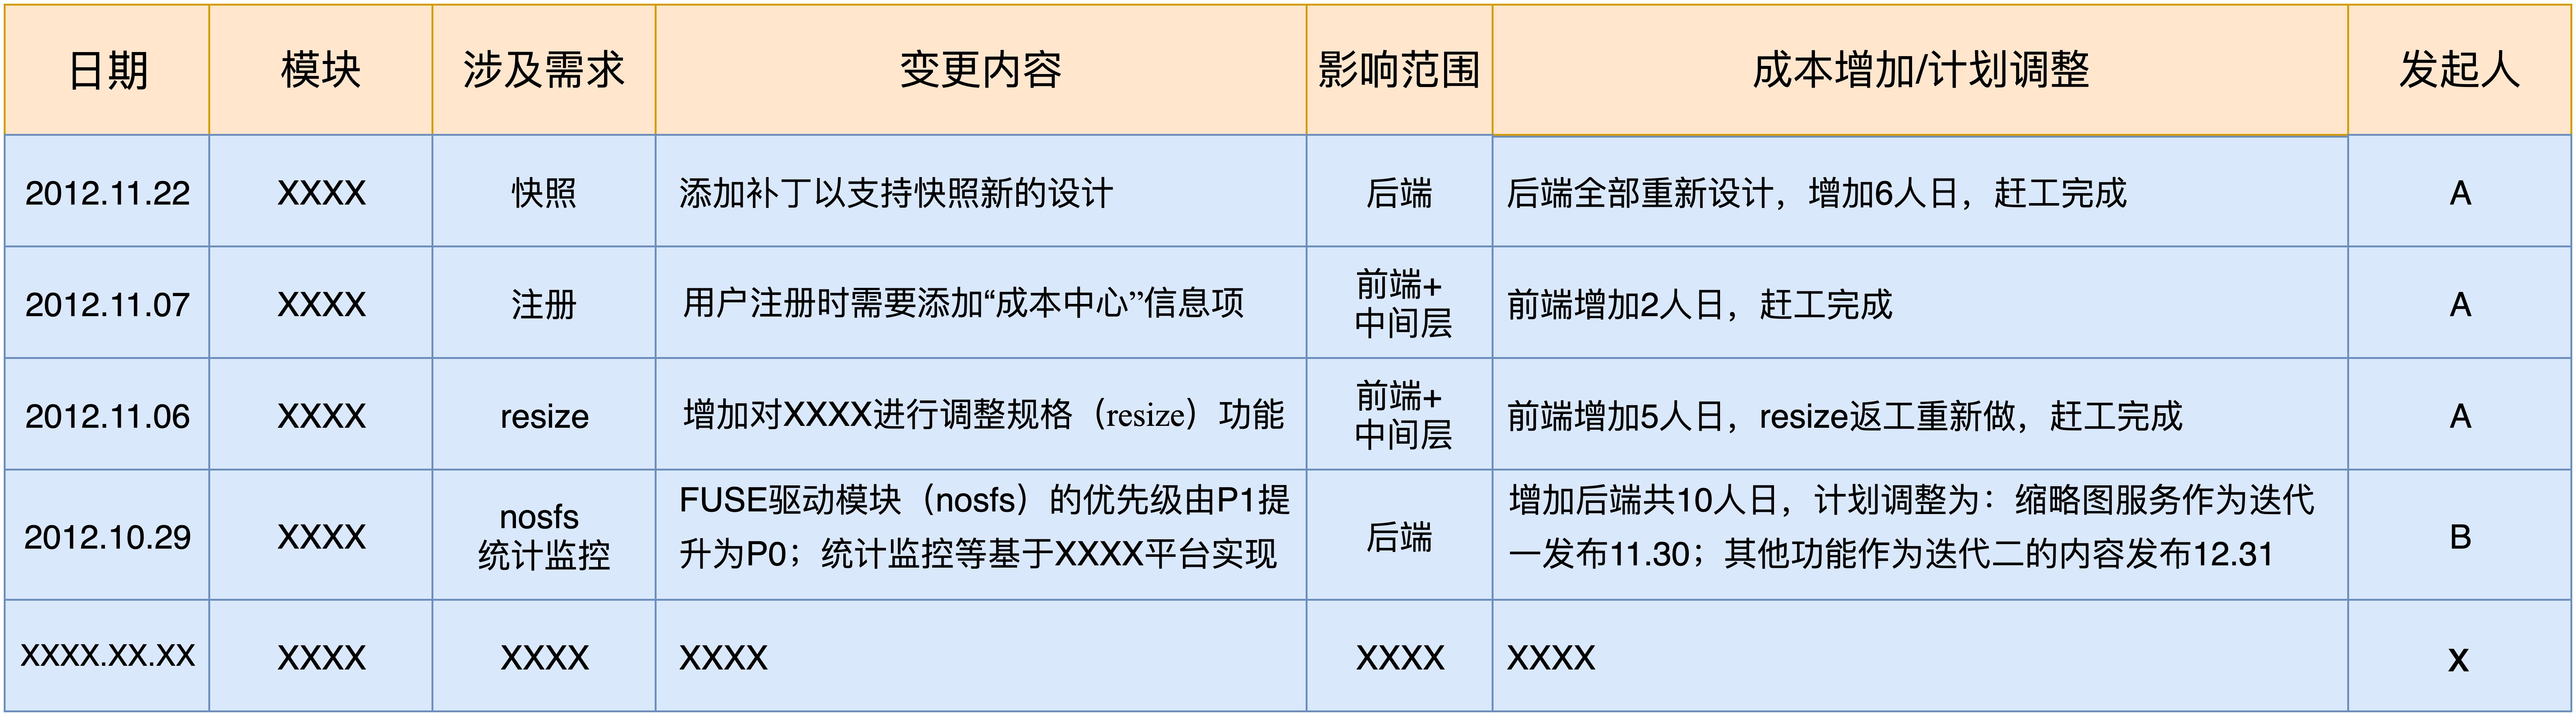 日期 模块 涉及需求 变更内容 影响范围 成本增加/计划调整 发起人
2012.11.22 XXXX 快照 添加补丁以支持快照新的设计 后端 后端全部重新设计，增加6人日，赶工完成 A
2012.11.07 XXXX 注册 用户注册时需要添加“成本中心”信息项 前端+
中间层 前端增加2人日，赶工完成 A
2012.11.06 XXXX resize 增加对XXXX进行调整规格（resize）功能 前端+
中间层 前端增加5人日，resize返工重新做，赶工完成 A
2012.10.29 XXXX nosfs
统计监控 FUSE驱动模块（nosfs）的优先级由P1提
升为P0；统计监控等基于XXXX平台实现 后端 增加后端共10人日，计划调整为：缩略图服务作为迭代
一发布11.30；其他功能作为迭代二的内容发布12.31 B
XXXX.XX.XX XXXX XXXX XXXX XXXX XXXX X